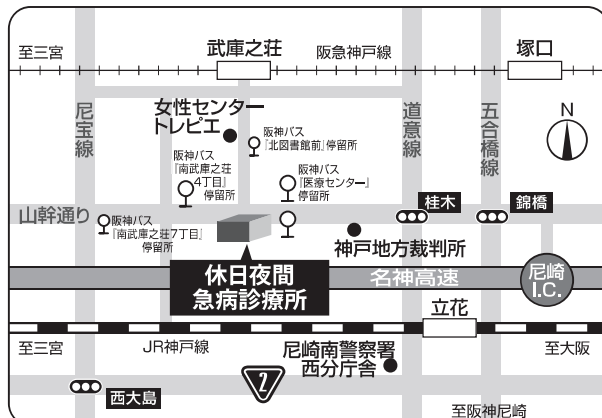 武庫之荘
塚口
至三宮
阪急神戸線
尼宝線
女性センター
トレピエ
阪神バス
『北図書館前』停留所
道意線
五合橋線
N
阪神バス
『南武庫之荘
4丁目』
停留所
阪神バス
『医療センター』
停留所
山幹通り
阪神バス
『南武庫之荘7丁目』
停留所
桂木
錦橋
神戸地方裁判所
休日夜間
急病診療所
名神高速
尼崎
I.C.
立花
至三宮
JR神戸線
尼崎南警察署
西分庁舎
至大阪
西大島
2
至阪神尼崎